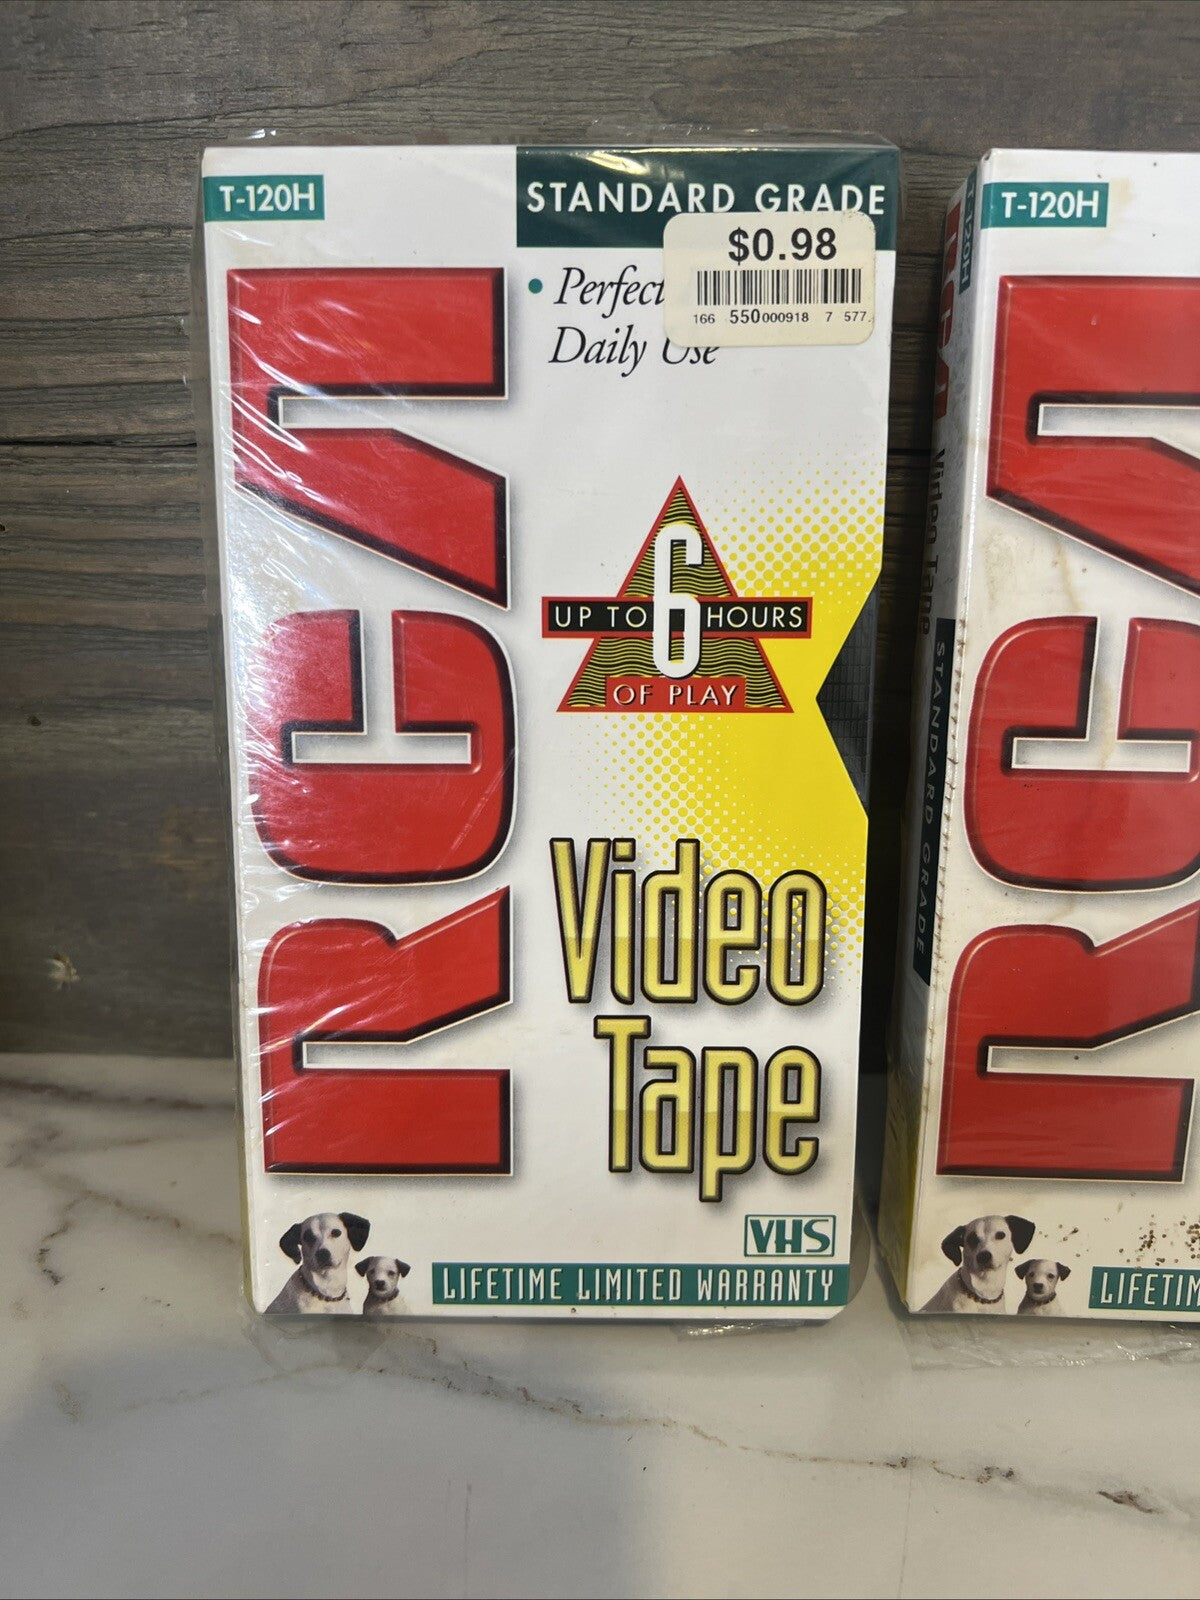 T-120H
STANDARD GRADE
$0.98
166 550000918 7 577
• Perfect
Daily Use
UP TO 6 HOURS
OF PLAY
RCA
Video
Tape
VHS
LIFETIME LIMITED WARRANTY
T-120H
T-120H
RCA
Video Tape
STANDARD GRADE
RCA
LIFETIM